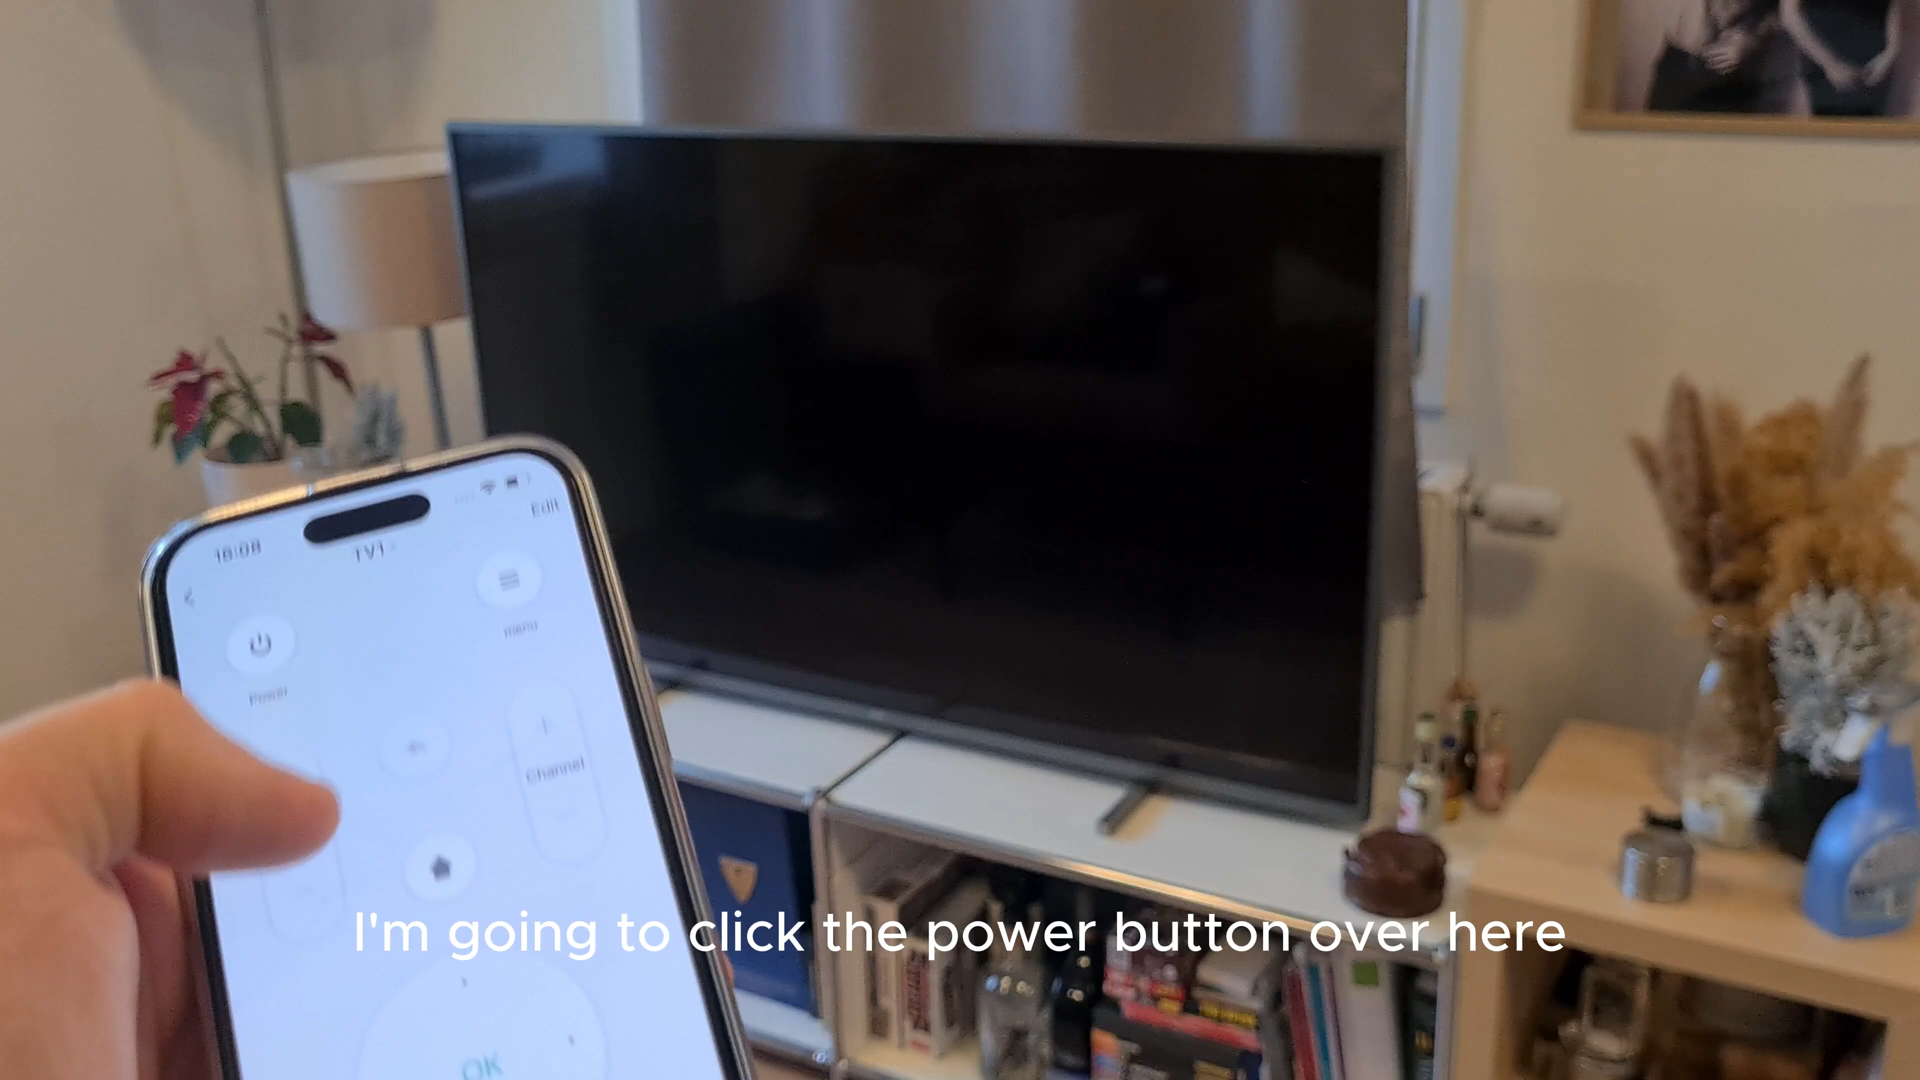 18:08
Edit
TV1
menu
Power
Channel
I'm going to click the power button over here
OK